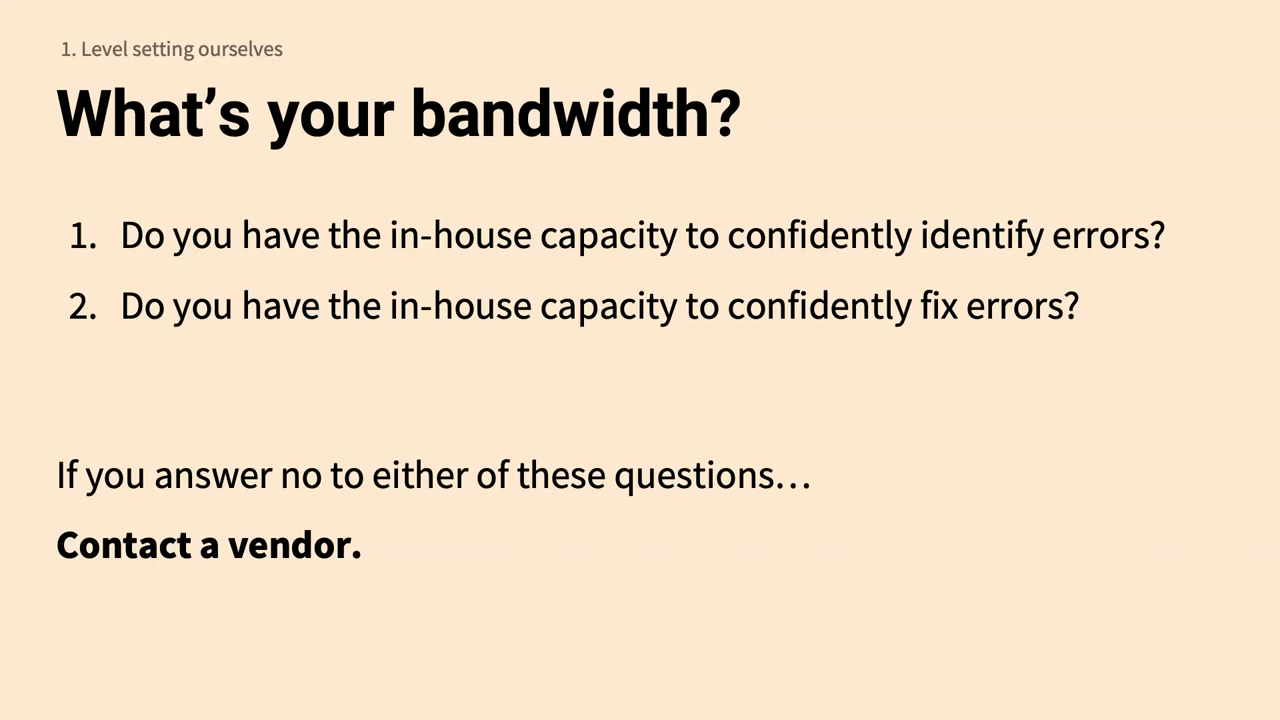 1. Level setting ourselves
What’s your bandwidth?
1. Do you have the in-house capacity to confidently identify errors?
2. Do you have the in-house capacity to confidently fix errors?
If you answer no to either of these questions…
Contact a vendor.